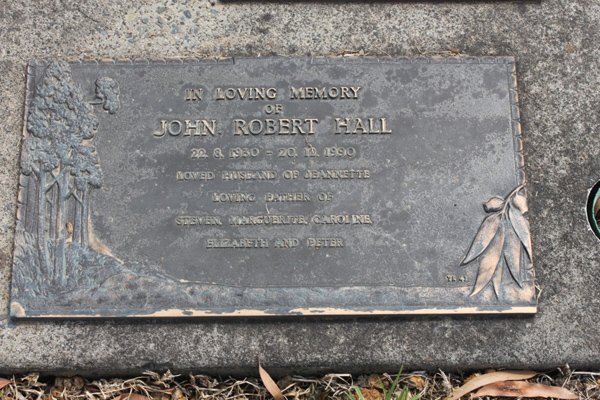 IN LOVING MEMORY
OF
JOHN ROBERT HALL
22. 8. 1930 - 20. 11. 1990
LOVED HUSBAND OF JEANNETTE
LOVING FATHER OF
STEVEN, MARGUERITE, CAROLINE,
ELIZABETH AND PETER